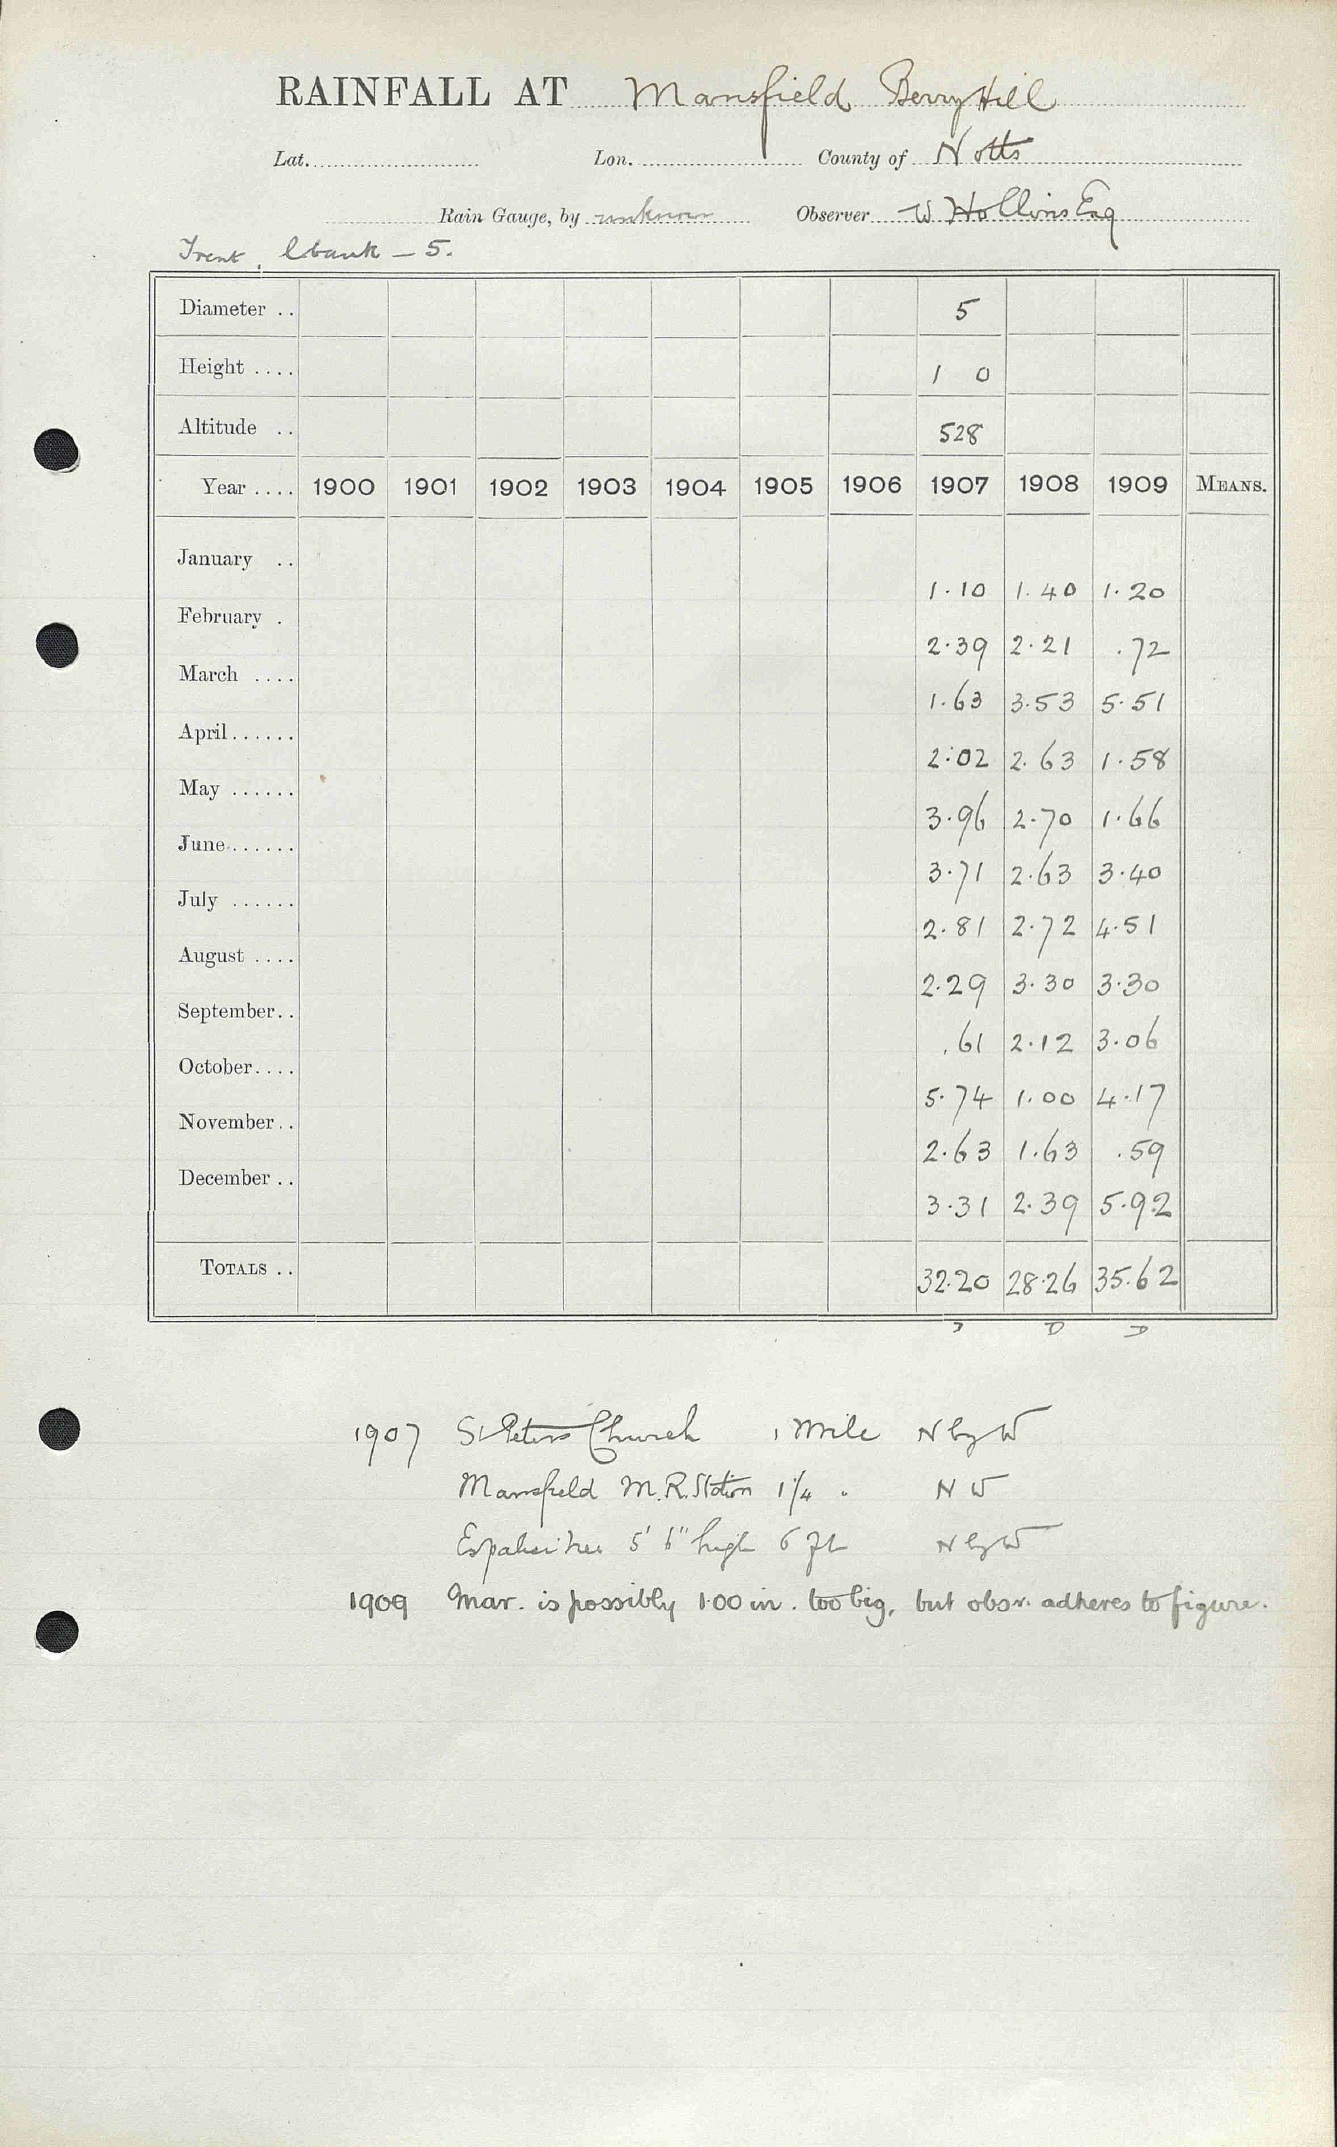 RAINFALL AT Mansfield Berry Hill
Lat. Lon. County of Notts
Rain Gauge, by unknown Observer W Hollins Esq
Trent, l bank – 5.
Diameter .. 5
Height .... 1 0
Altitude .. 528
Year .... 1900 1901 1902 1903 1904 1905 1906 1907 1908 1909 MEANS.
January .. 1.10 1.40 1.20
February . 2.39 2.21 .72
March .... 1.63 3.53 5.51
April...... 2.02 2.63 1.58
May ...... 3.96 2.70 1.66
June....... 3.71 2.63 3.40
July ...... 2.81 2.72 4.51
August .... 2.29 3.30 3.30
September.. .61 2.12 3.06
October.... 5.74 1.00 4.17
November.. 2.63 1.63 .59
December .. 3.31 2.39 5.92
TOTALS .. 32.20 28.26 35.62
D D
1907 St Peters Church 1 Mile N by W
Mansfield M.R. Station 1 1/4 " N W
Espalier tree 5' 6" high 6 ft N by W
1909 Mar. is possibly 1.00 in. too big, but obsr. adheres to figure.